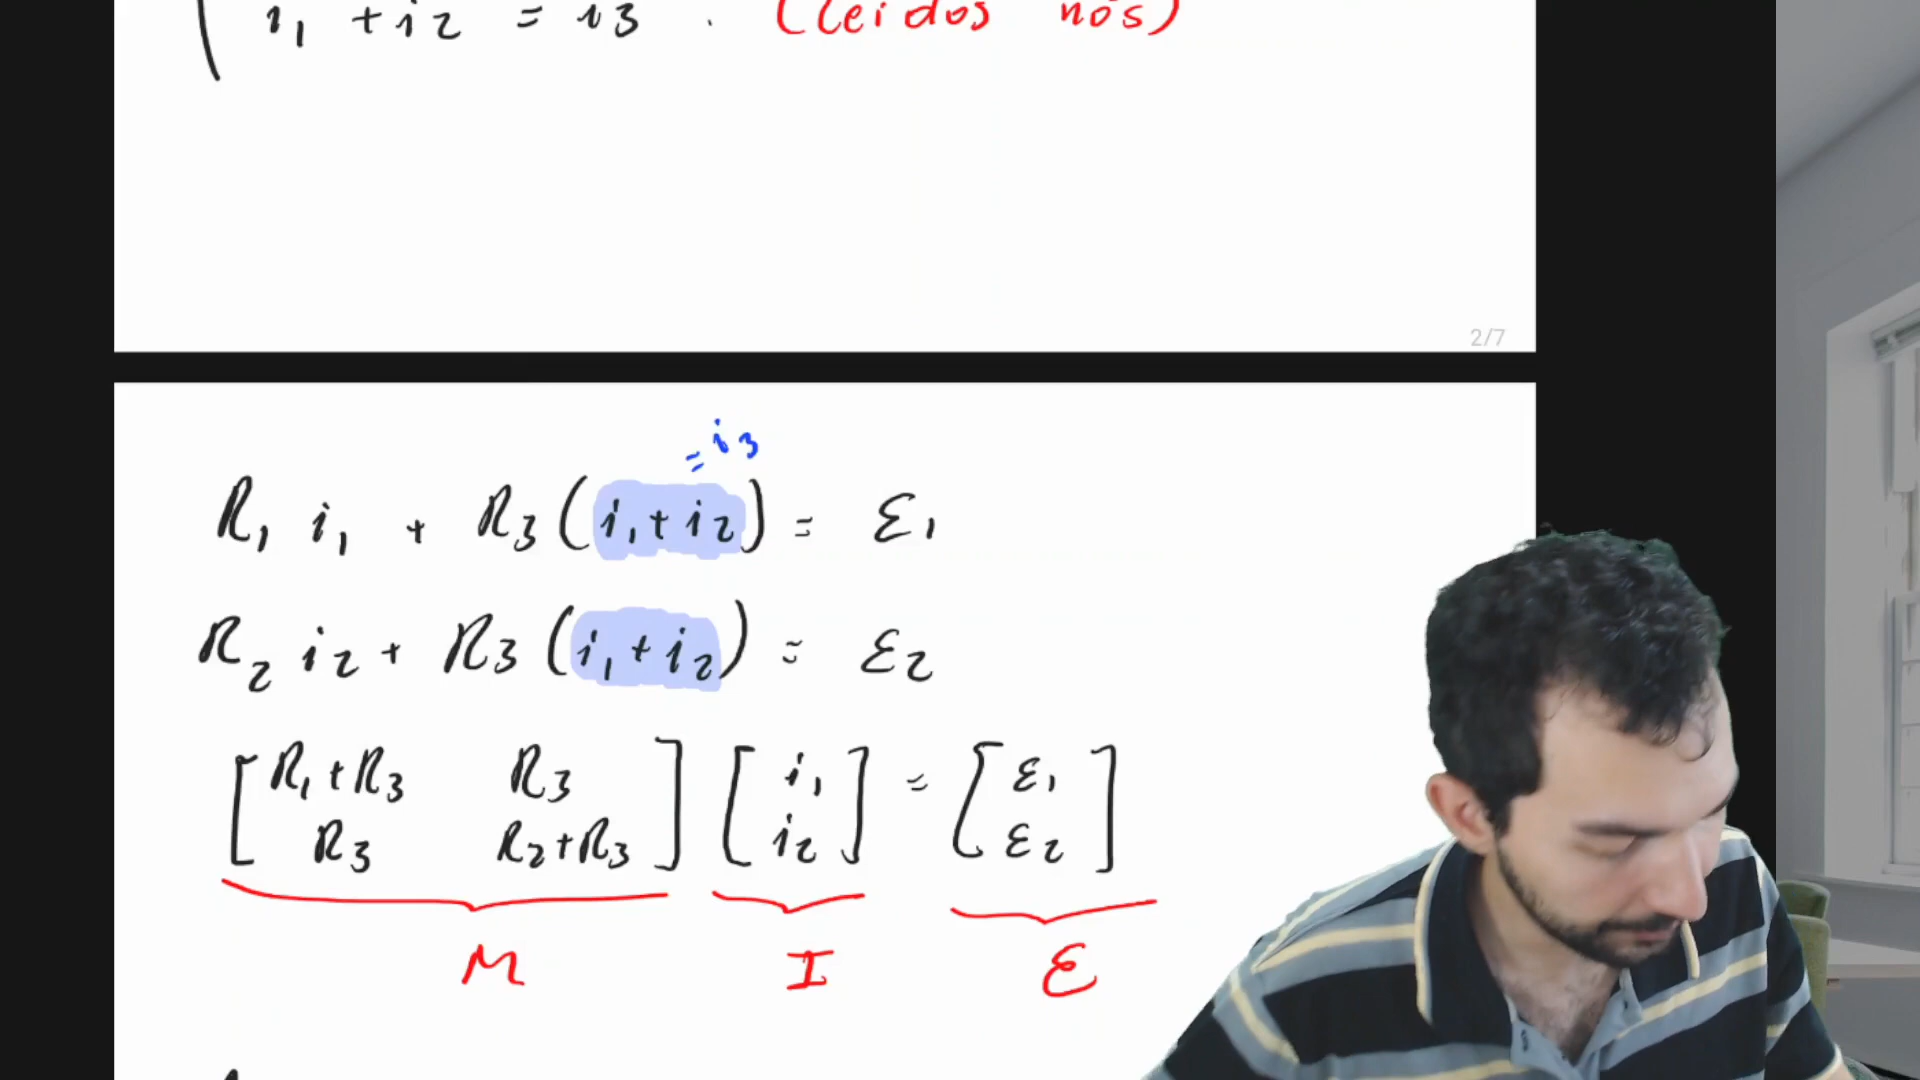 i₁ + i₂ = i₃ . (lei dos nós)
2/7
= i₃
R₁ i₁ + R₃ (i₁ + i₂) = ε₁
R₂ i₂ + R₃ (i₁ + i₂) = ε₂
[ R₁ + R₃ R₃ ] [ i₁ ] = [ ε₁ ]
[ R₃ R₂ + R₃ ] [ i₂ ] [ ε₂ ]
M I ε